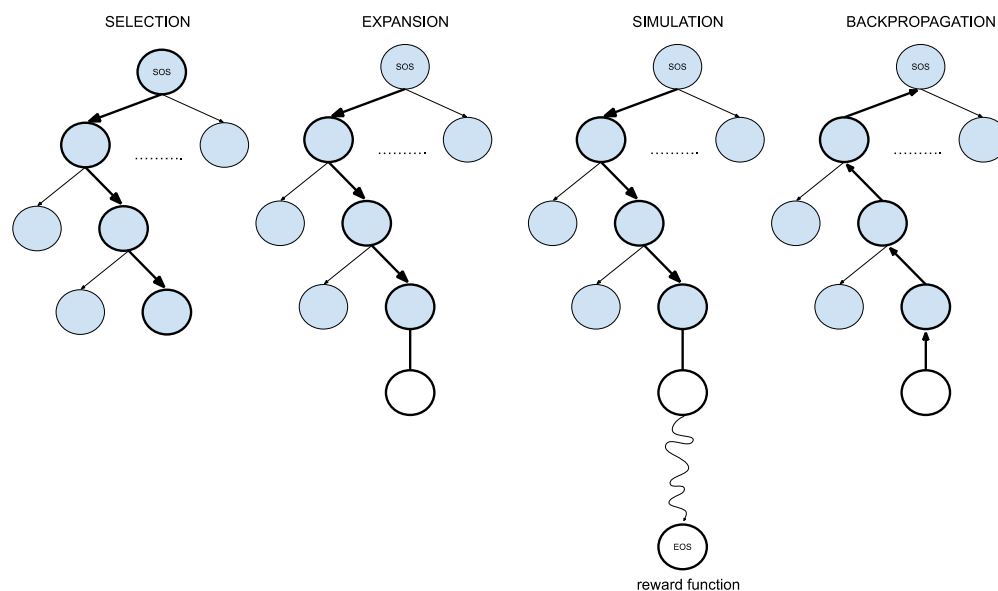 SELECTION
EXPANSION
SIMULATION
BACKPROPAGATION
SOS
SOS
SOS
SOS
EOS
reward function